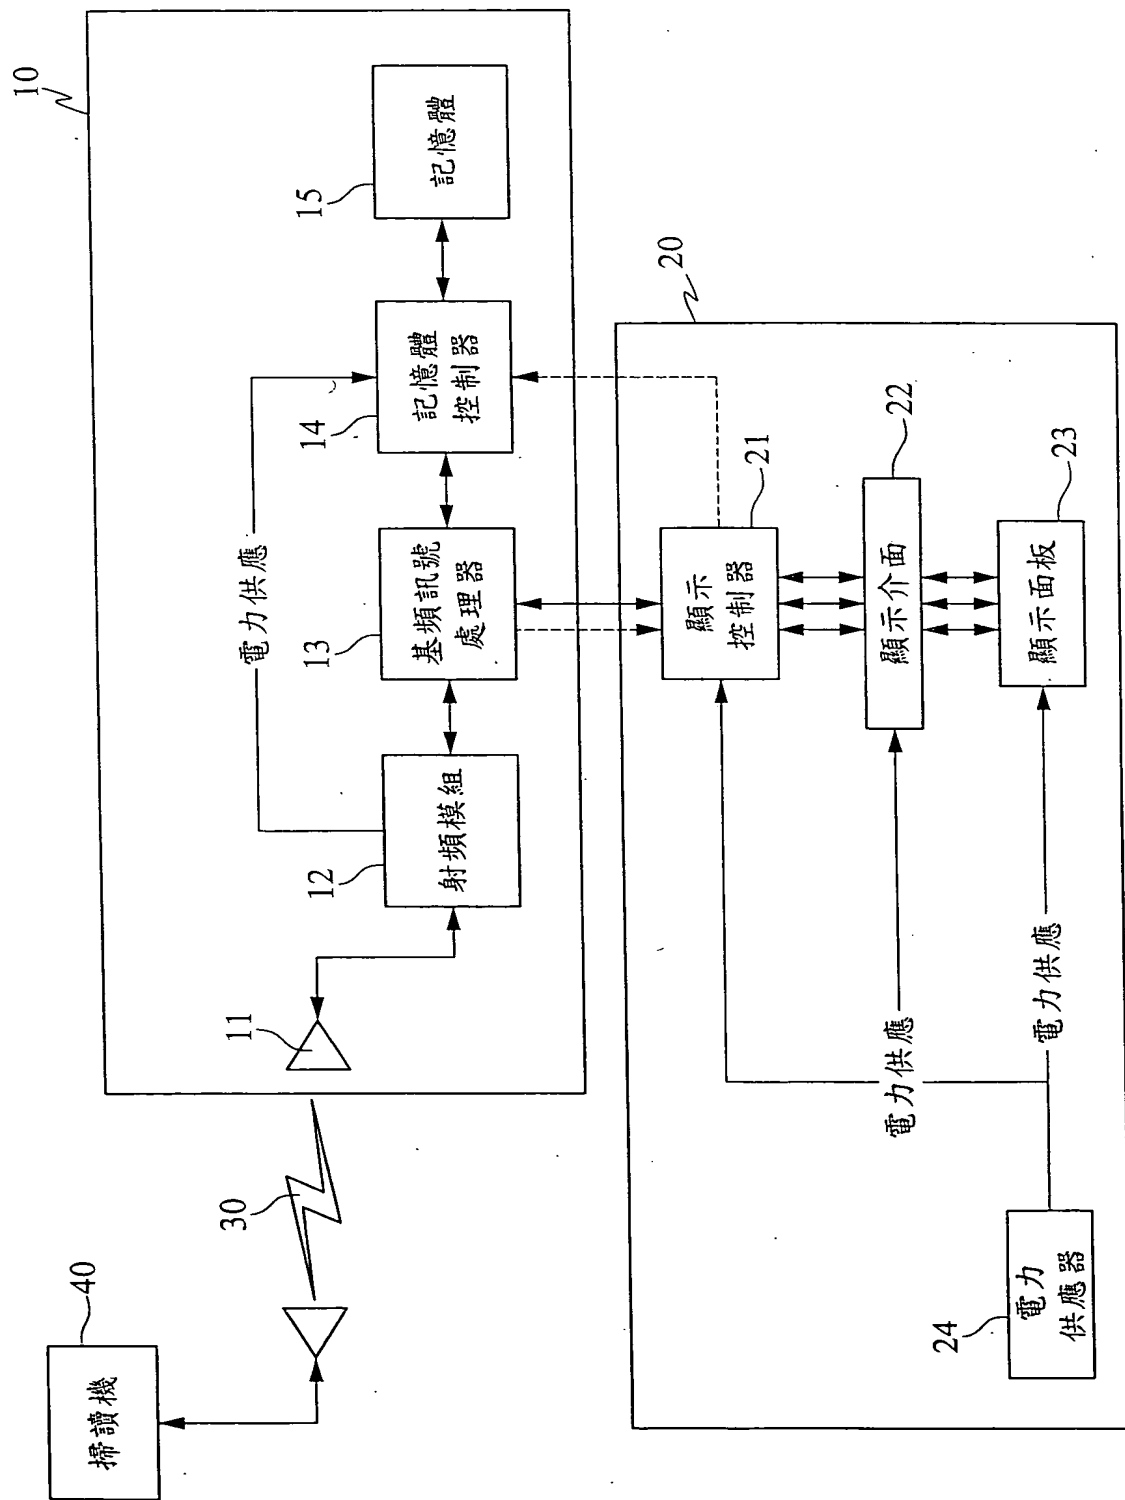 40
掃讀機
30
10
11
12
射頻模組
電力供應
13
基頻訊號
處理器
14
記憶體
控制器
15
記憶體
20
21
顯示
控制器
22
顯示介面
23
顯示面板
電力供應
電力供應
24
電力
供應器